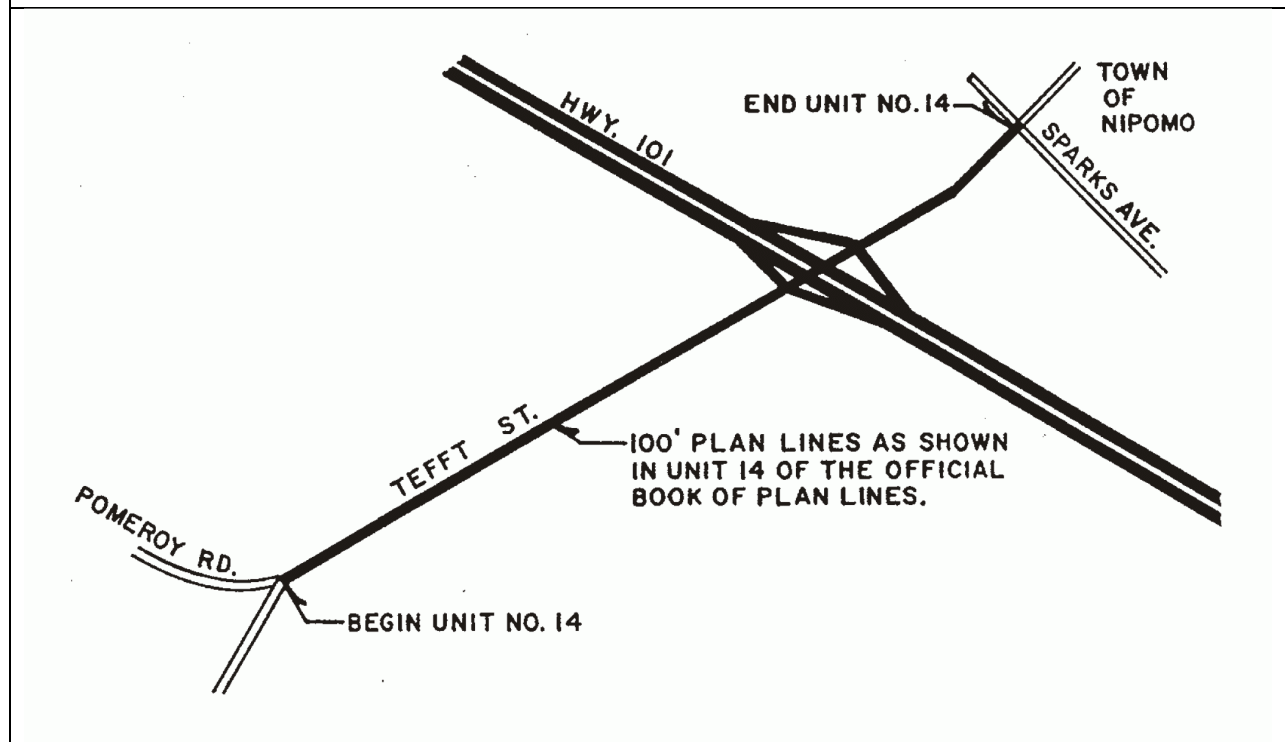 HWY. 101
END UNIT NO. 14
TOWN
OF
NIPOMO
SPARKS AVE.
TEFFT ST.
100' PLAN LINES AS SHOWN
IN UNIT 14 OF THE OFFICIAL
BOOK OF PLAN LINES.
POMEROY RD.
BEGIN UNIT NO. 14